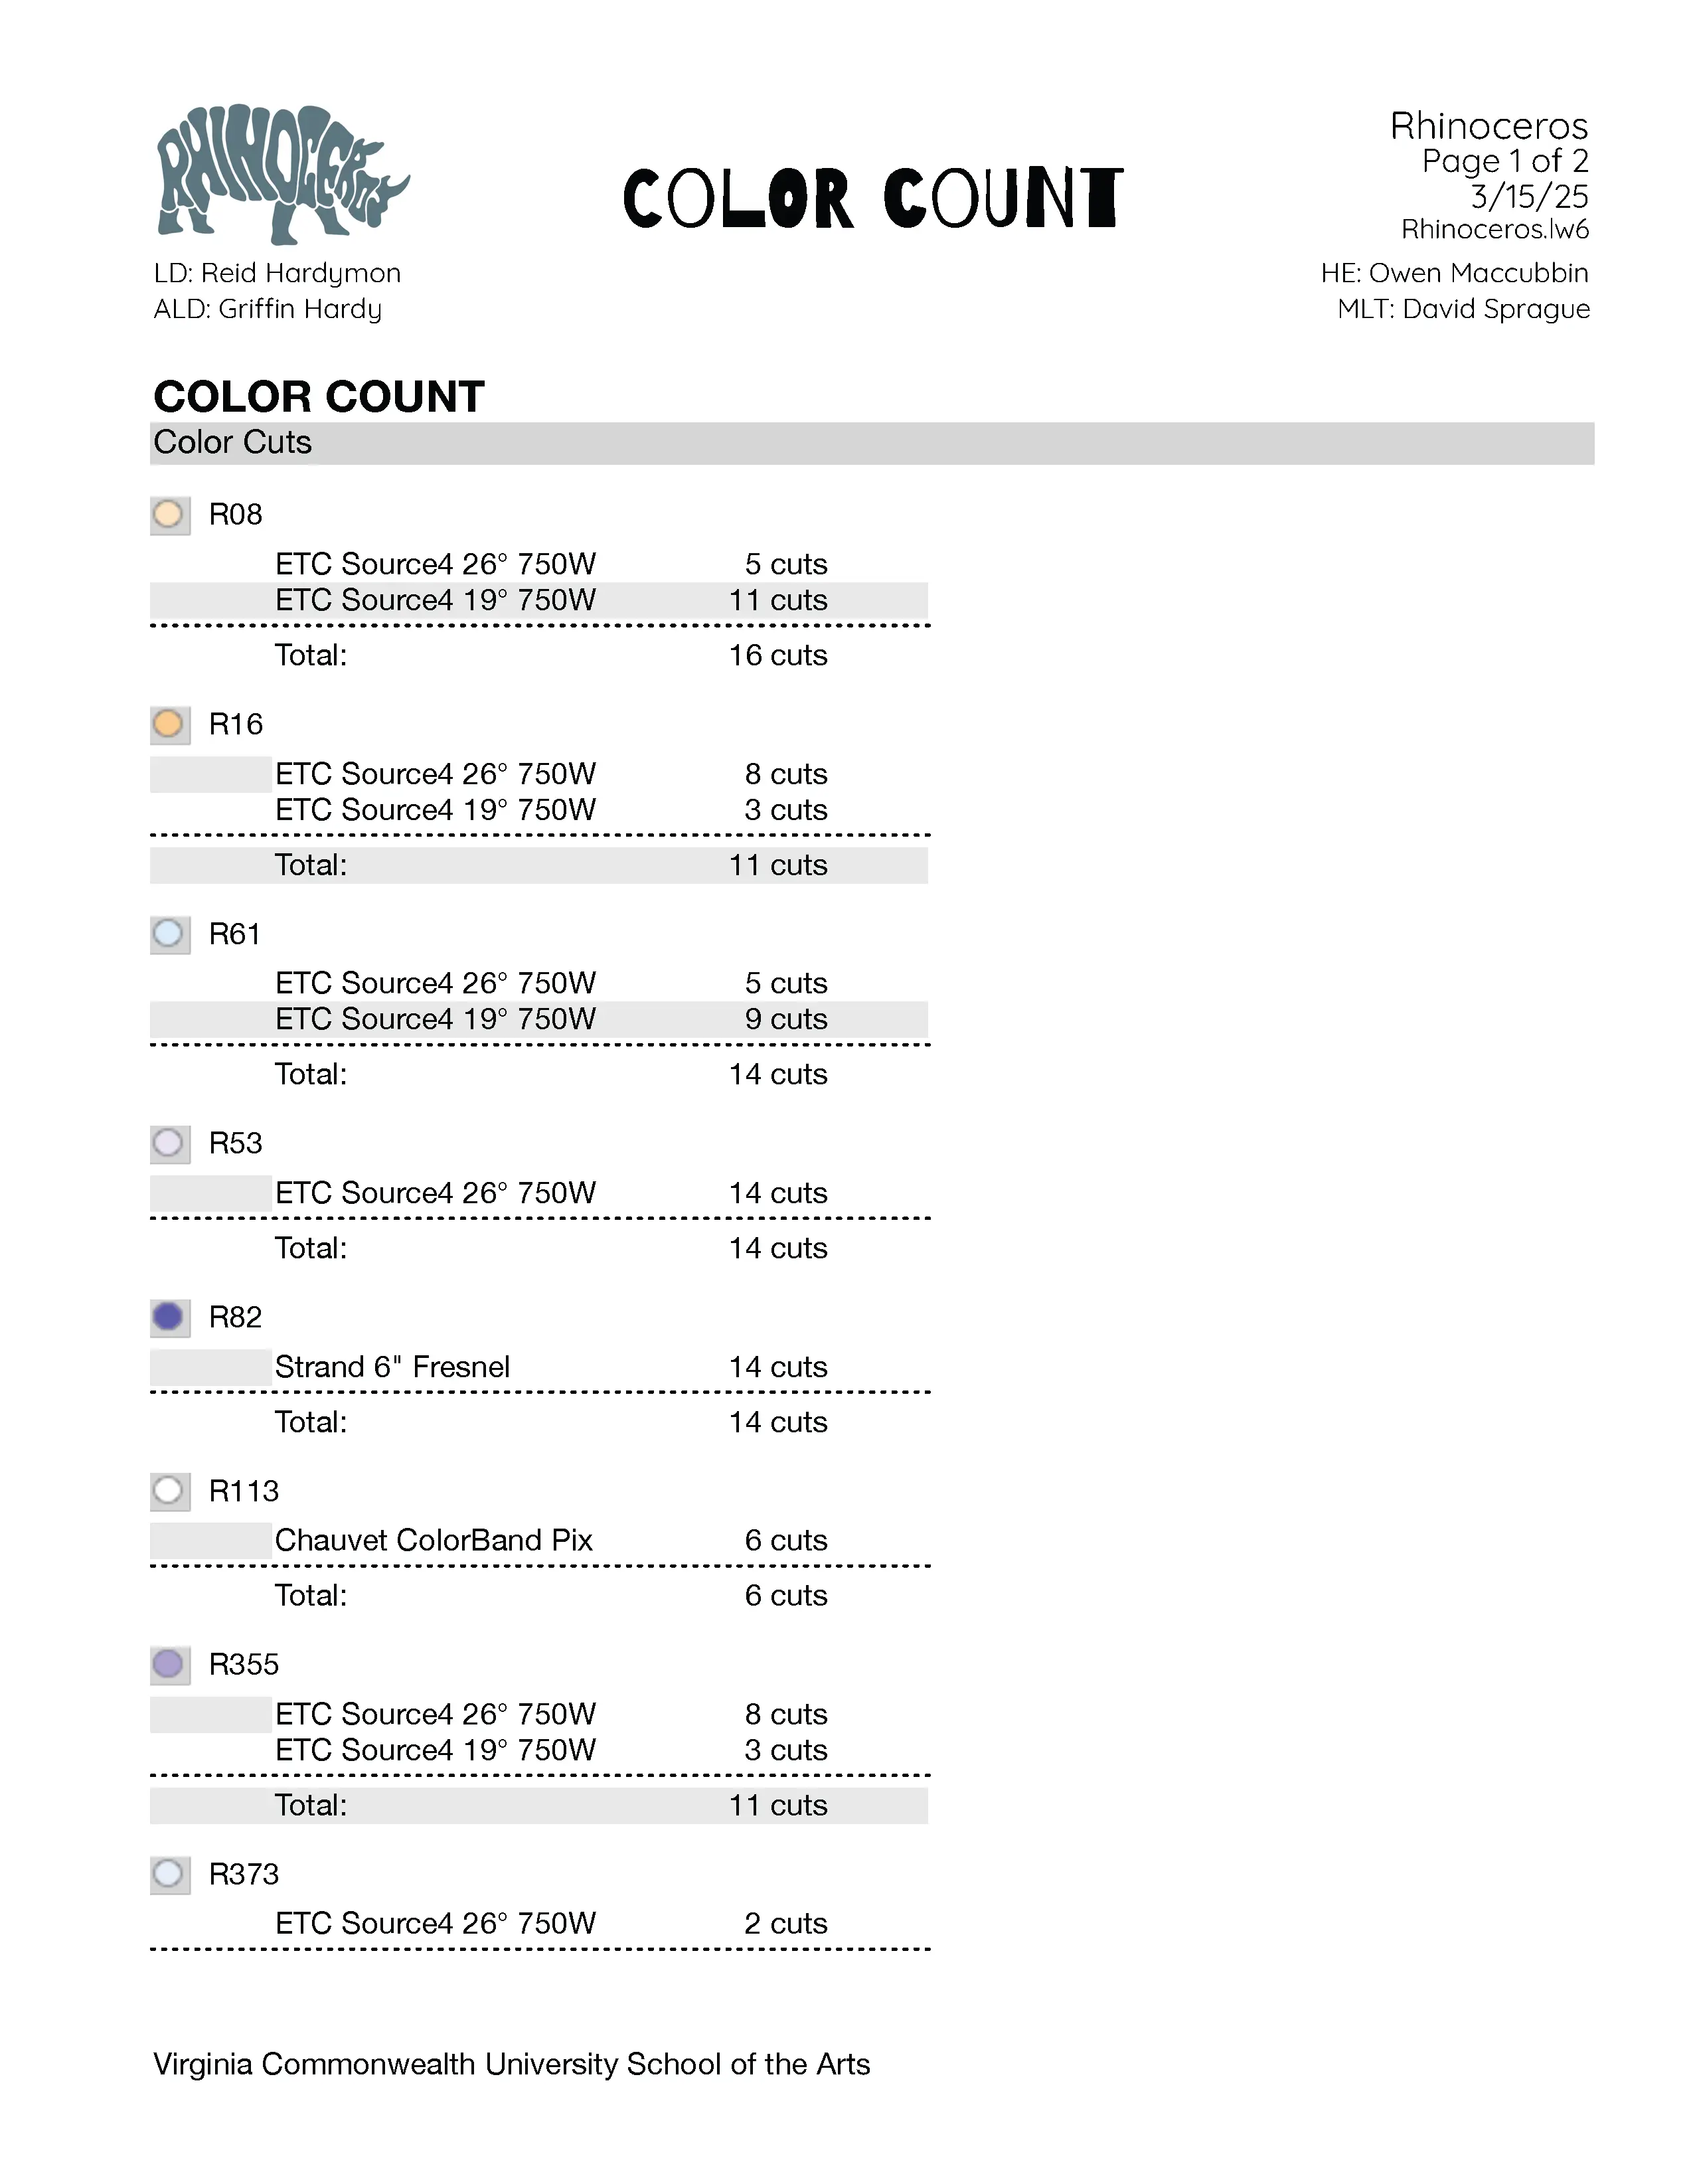 RHINOCEROS
COLOR COUNT
Rhinoceros
Page 1 of 2
3/15/25
Rhinoceros.lw6
LD: Reid Hardymon
ALD: Griffin Hardy
HE: Owen Maccubbin
MLT: David Sprague
COLOR COUNT
Color Cuts
R08
ETC Source4 26° 750W 5 cuts
ETC Source4 19° 750W 11 cuts
Total: 16 cuts
R16
ETC Source4 26° 750W 8 cuts
ETC Source4 19° 750W 3 cuts
Total: 11 cuts
R61
ETC Source4 26° 750W 5 cuts
ETC Source4 19° 750W 9 cuts
Total: 14 cuts
R53
ETC Source4 26° 750W 14 cuts
Total: 14 cuts
R82
Strand 6" Fresnel 14 cuts
Total: 14 cuts
R113
Chauvet ColorBand Pix 6 cuts
Total: 6 cuts
R355
ETC Source4 26° 750W 8 cuts
ETC Source4 19° 750W 3 cuts
Total: 11 cuts
R373
ETC Source4 26° 750W 2 cuts
Virginia Commonwealth University School of the Arts